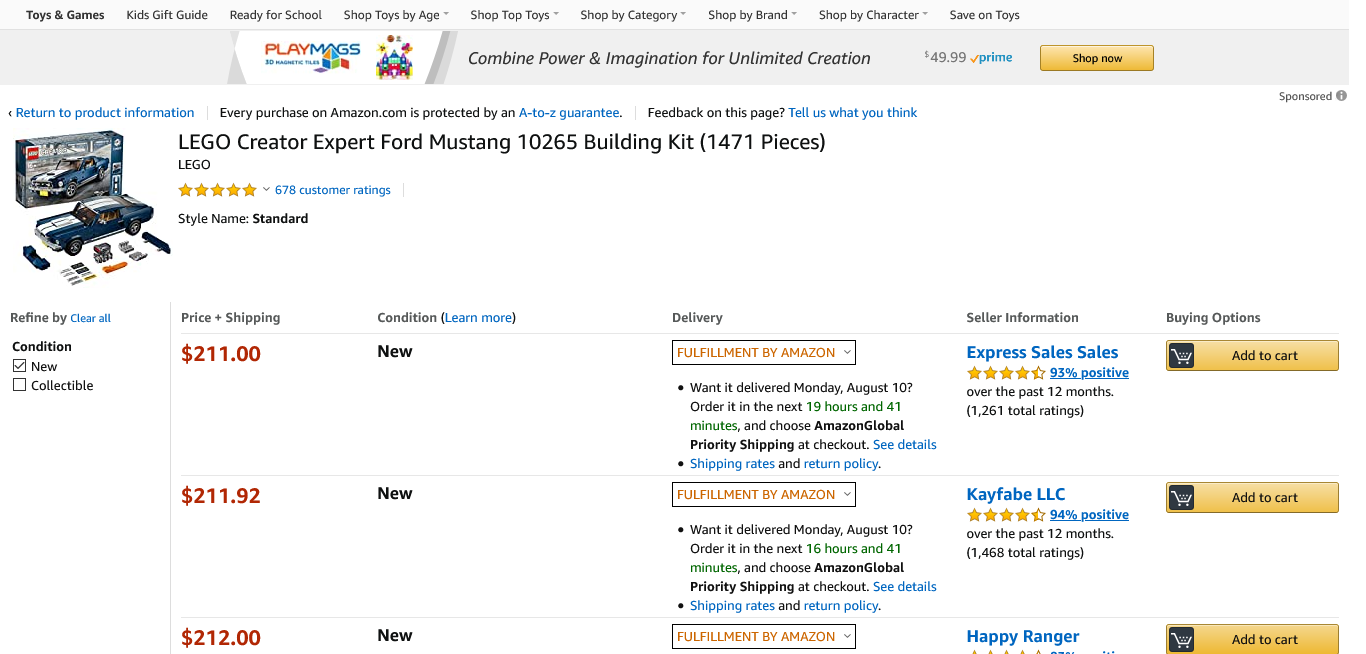 Toys & Games Kids Gift Guide Ready for School Shop Toys by Age Shop Top Toys Shop by Category Shop by Brand Shop by Character Save on Toys
PLAYMAGS
3D MAGNETIC TILES
Combine Power & Imagination for Unlimited Creation
$49.99 prime
Shop now
Sponsored
‹ Return to product information
Every purchase on Amazon.com is protected by an A-to-z guarantee.
Feedback on this page? Tell us what you think
LEGO Creator Expert Ford Mustang 10265 Building Kit (1471 Pieces)
LEGO
678 customer ratings
Style Name: Standard
Refine by Clear all
Condition
New
Collectible
Price + Shipping Condition (Learn more) Delivery Seller Information Buying Options
$211.00
New
FULFILLMENT BY AMAZON
• Want it delivered Monday, August 10?
Order it in the next 19 hours and 41
minutes, and choose AmazonGlobal
Priority Shipping at checkout. See details
• Shipping rates and return policy.
Express Sales Sales
93% positive
over the past 12 months.
(1,261 total ratings)
Add to cart
$211.92
New
FULFILLMENT BY AMAZON
• Want it delivered Monday, August 10?
Order it in the next 16 hours and 41
minutes, and choose AmazonGlobal
Priority Shipping at checkout. See details
• Shipping rates and return policy.
Kayfabe LLC
94% positive
over the past 12 months.
(1,468 total ratings)
Add to cart
$212.00
New
FULFILLMENT BY AMAZON
Happy Ranger
Add to cart